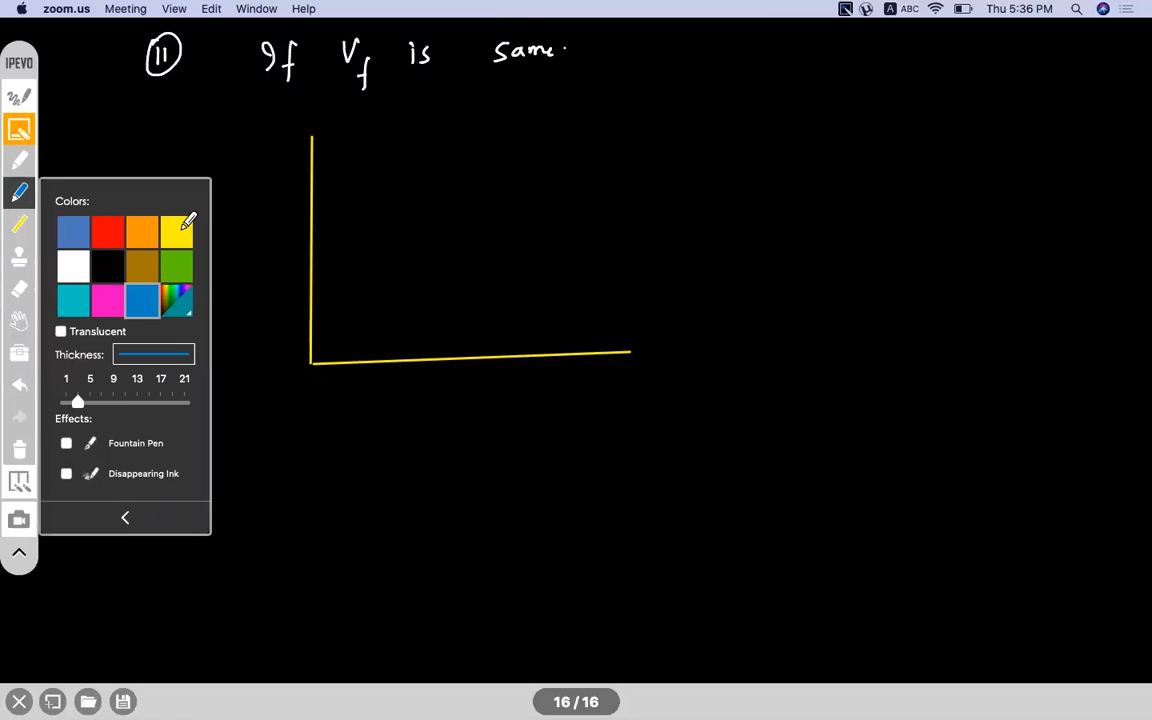 zoom.us Meeting View Edit Window Help A ABC Thu 5:36 PM
11 If Vf is same.
IPEVO
Colors:
Translucent
Thickness:
1 5 9 13 17 21
Effects:
Fountain Pen
Disappearing Ink
16 / 16